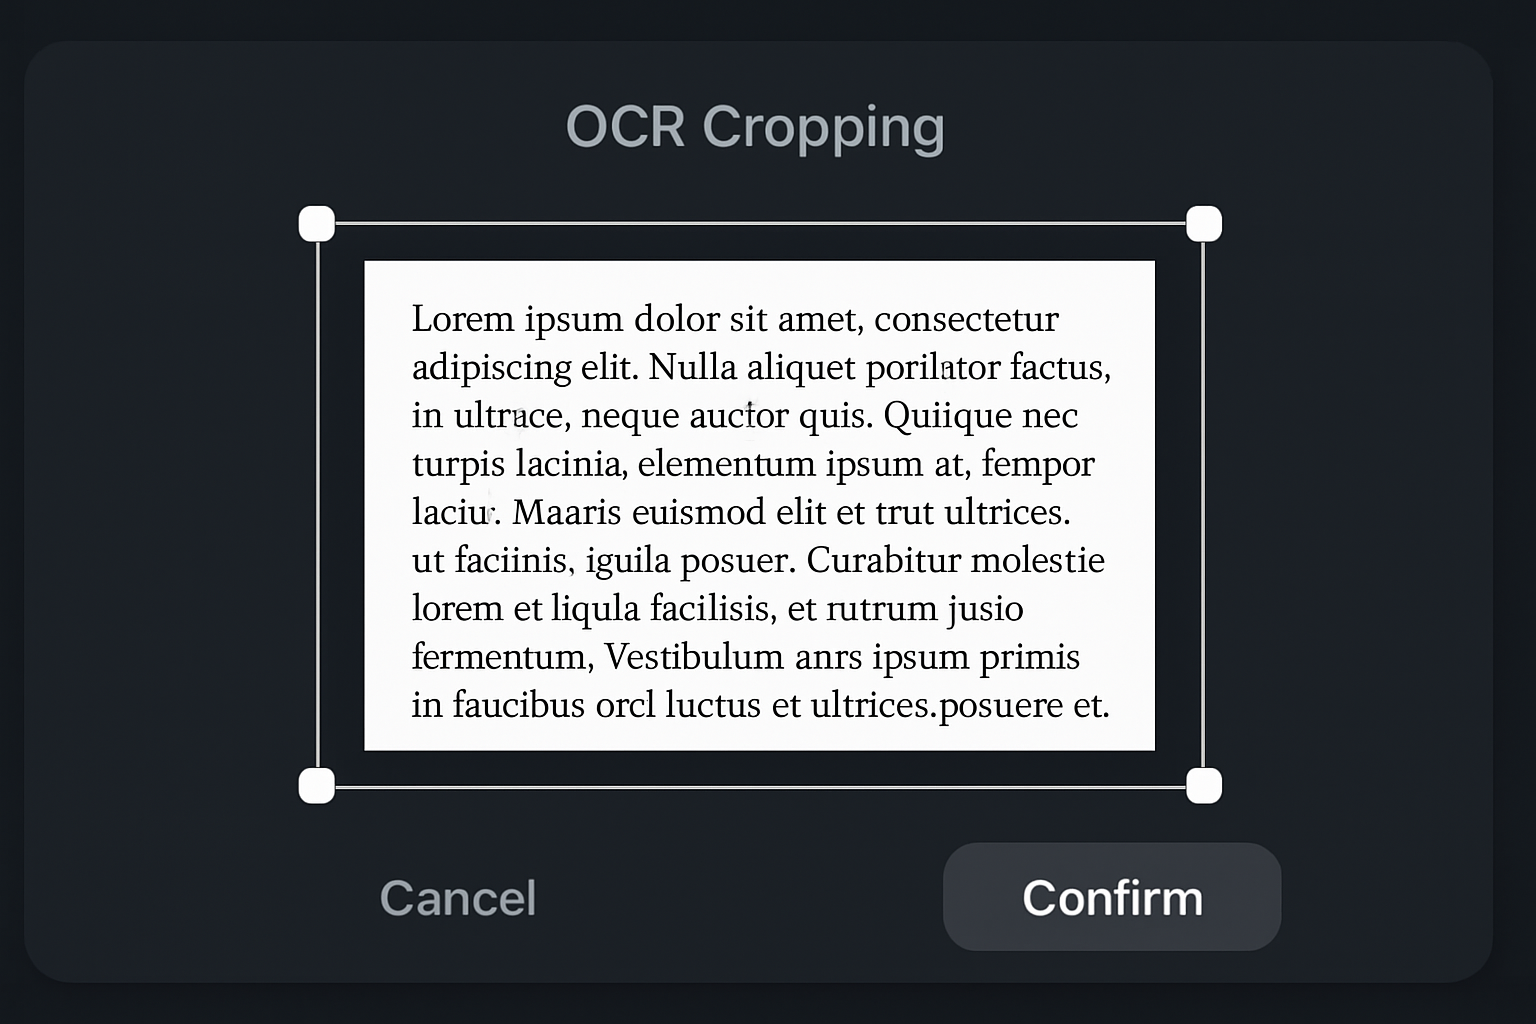 OCR Cropping
Lorem ipsum dolor sit amet, consectetur
adipiscing elit. Nulla aliquet porilator factus,
in ultrace, neque auctor quis. Quiique nec
turpis lacinia, elementum ipsum at, fempor
laciur. Maaris euismod elit et trut ultrices.
ut faciinis, iguila posuer. Curabitur molestie
lorem et liqula facilisis, et rutrum jusio
fermentum, Vestibulum anrs ipsum primis
in faucibus orcl luctus et ultrices.posuere et.
Cancel
Confirm